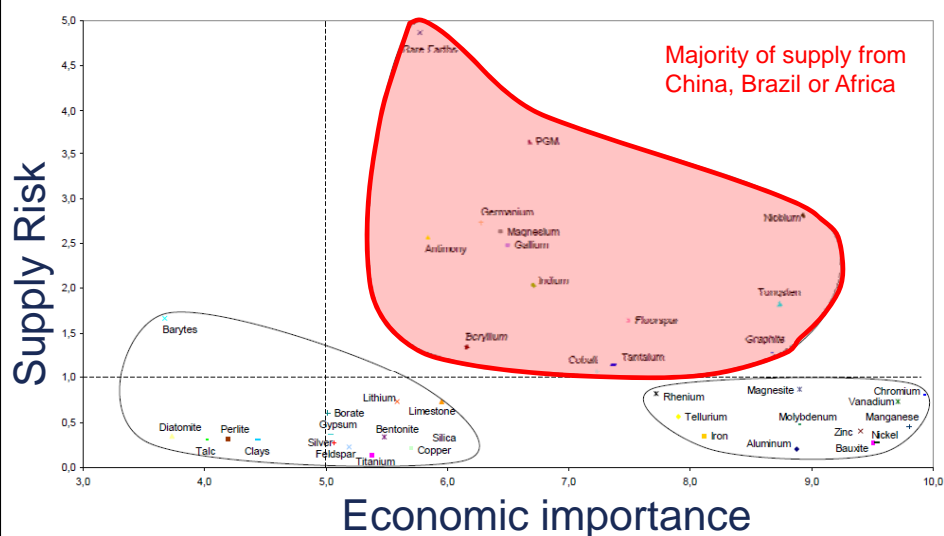 5,0
Rare Earths
Majority of supply from
China, Brazil or Africa
4,5
4,0
3,5
PGM
3,0
Germanium
Niobium
Magnesium
2,5
Antimony
Gallium
2,0
Indium
Tungsten
Barytes
1,5
Fluorspar
Beryllium
Graphite
Cobalt
Tantalum
1,0
Supply Risk
Lithium
Rhenium
Magnesite
Chromium
Vanadium
0,5
Diatomite
Perlite
Borate
Gypsum
Limestone
Bentonite
Tellurium
Molybdenum
Manganese
Talc
Clays
Silver
Silica
Iron
Zinc
Nickel
Feldspar
Copper
Aluminum
Bauxite
Titanium
0,0
3,0 4,0 5,0 6,0 7,0 8,0 9,0 10,0
Economic importance